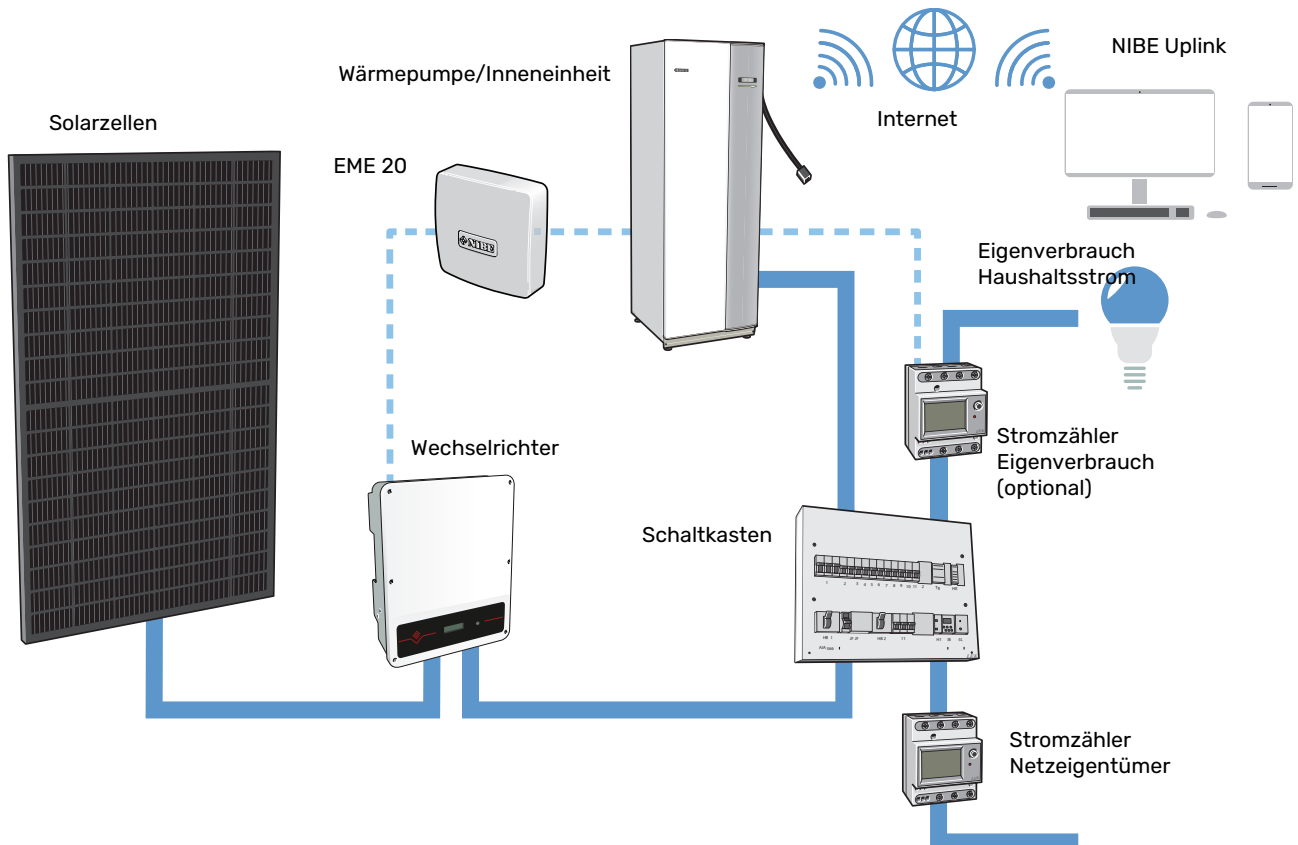 NIBE Uplink
Wärmepumpe/Inneneinheit
Internet
Solarzellen
EME 20
NIBE
Eigenverbrauch
Haushaltsstrom
Stromzähler
Eigenverbrauch
(optional)
Wechselrichter
Schaltkasten
Stromzähler
Netzeigentümer